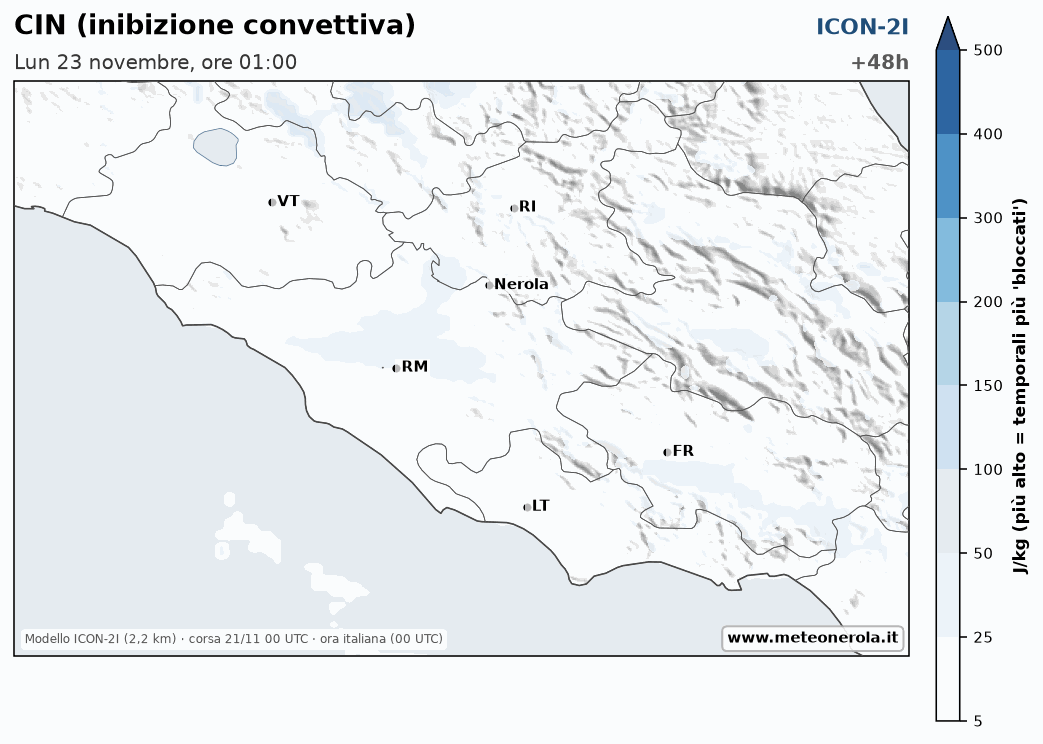 CIN (inibizione convettiva)
ICON-2I
Lun 23 novembre, ore 01:00
+48h
VT
RI
Nerola
RM
FR
LT
Modello ICON-2I (2,2 km) · corsa 21/11 00 UTC · ora italiana (00 UTC)
www.meteonerola.it
500
400
300
200
150
100
50
25
5
J/kg (più alto = temporali più 'bloccati')